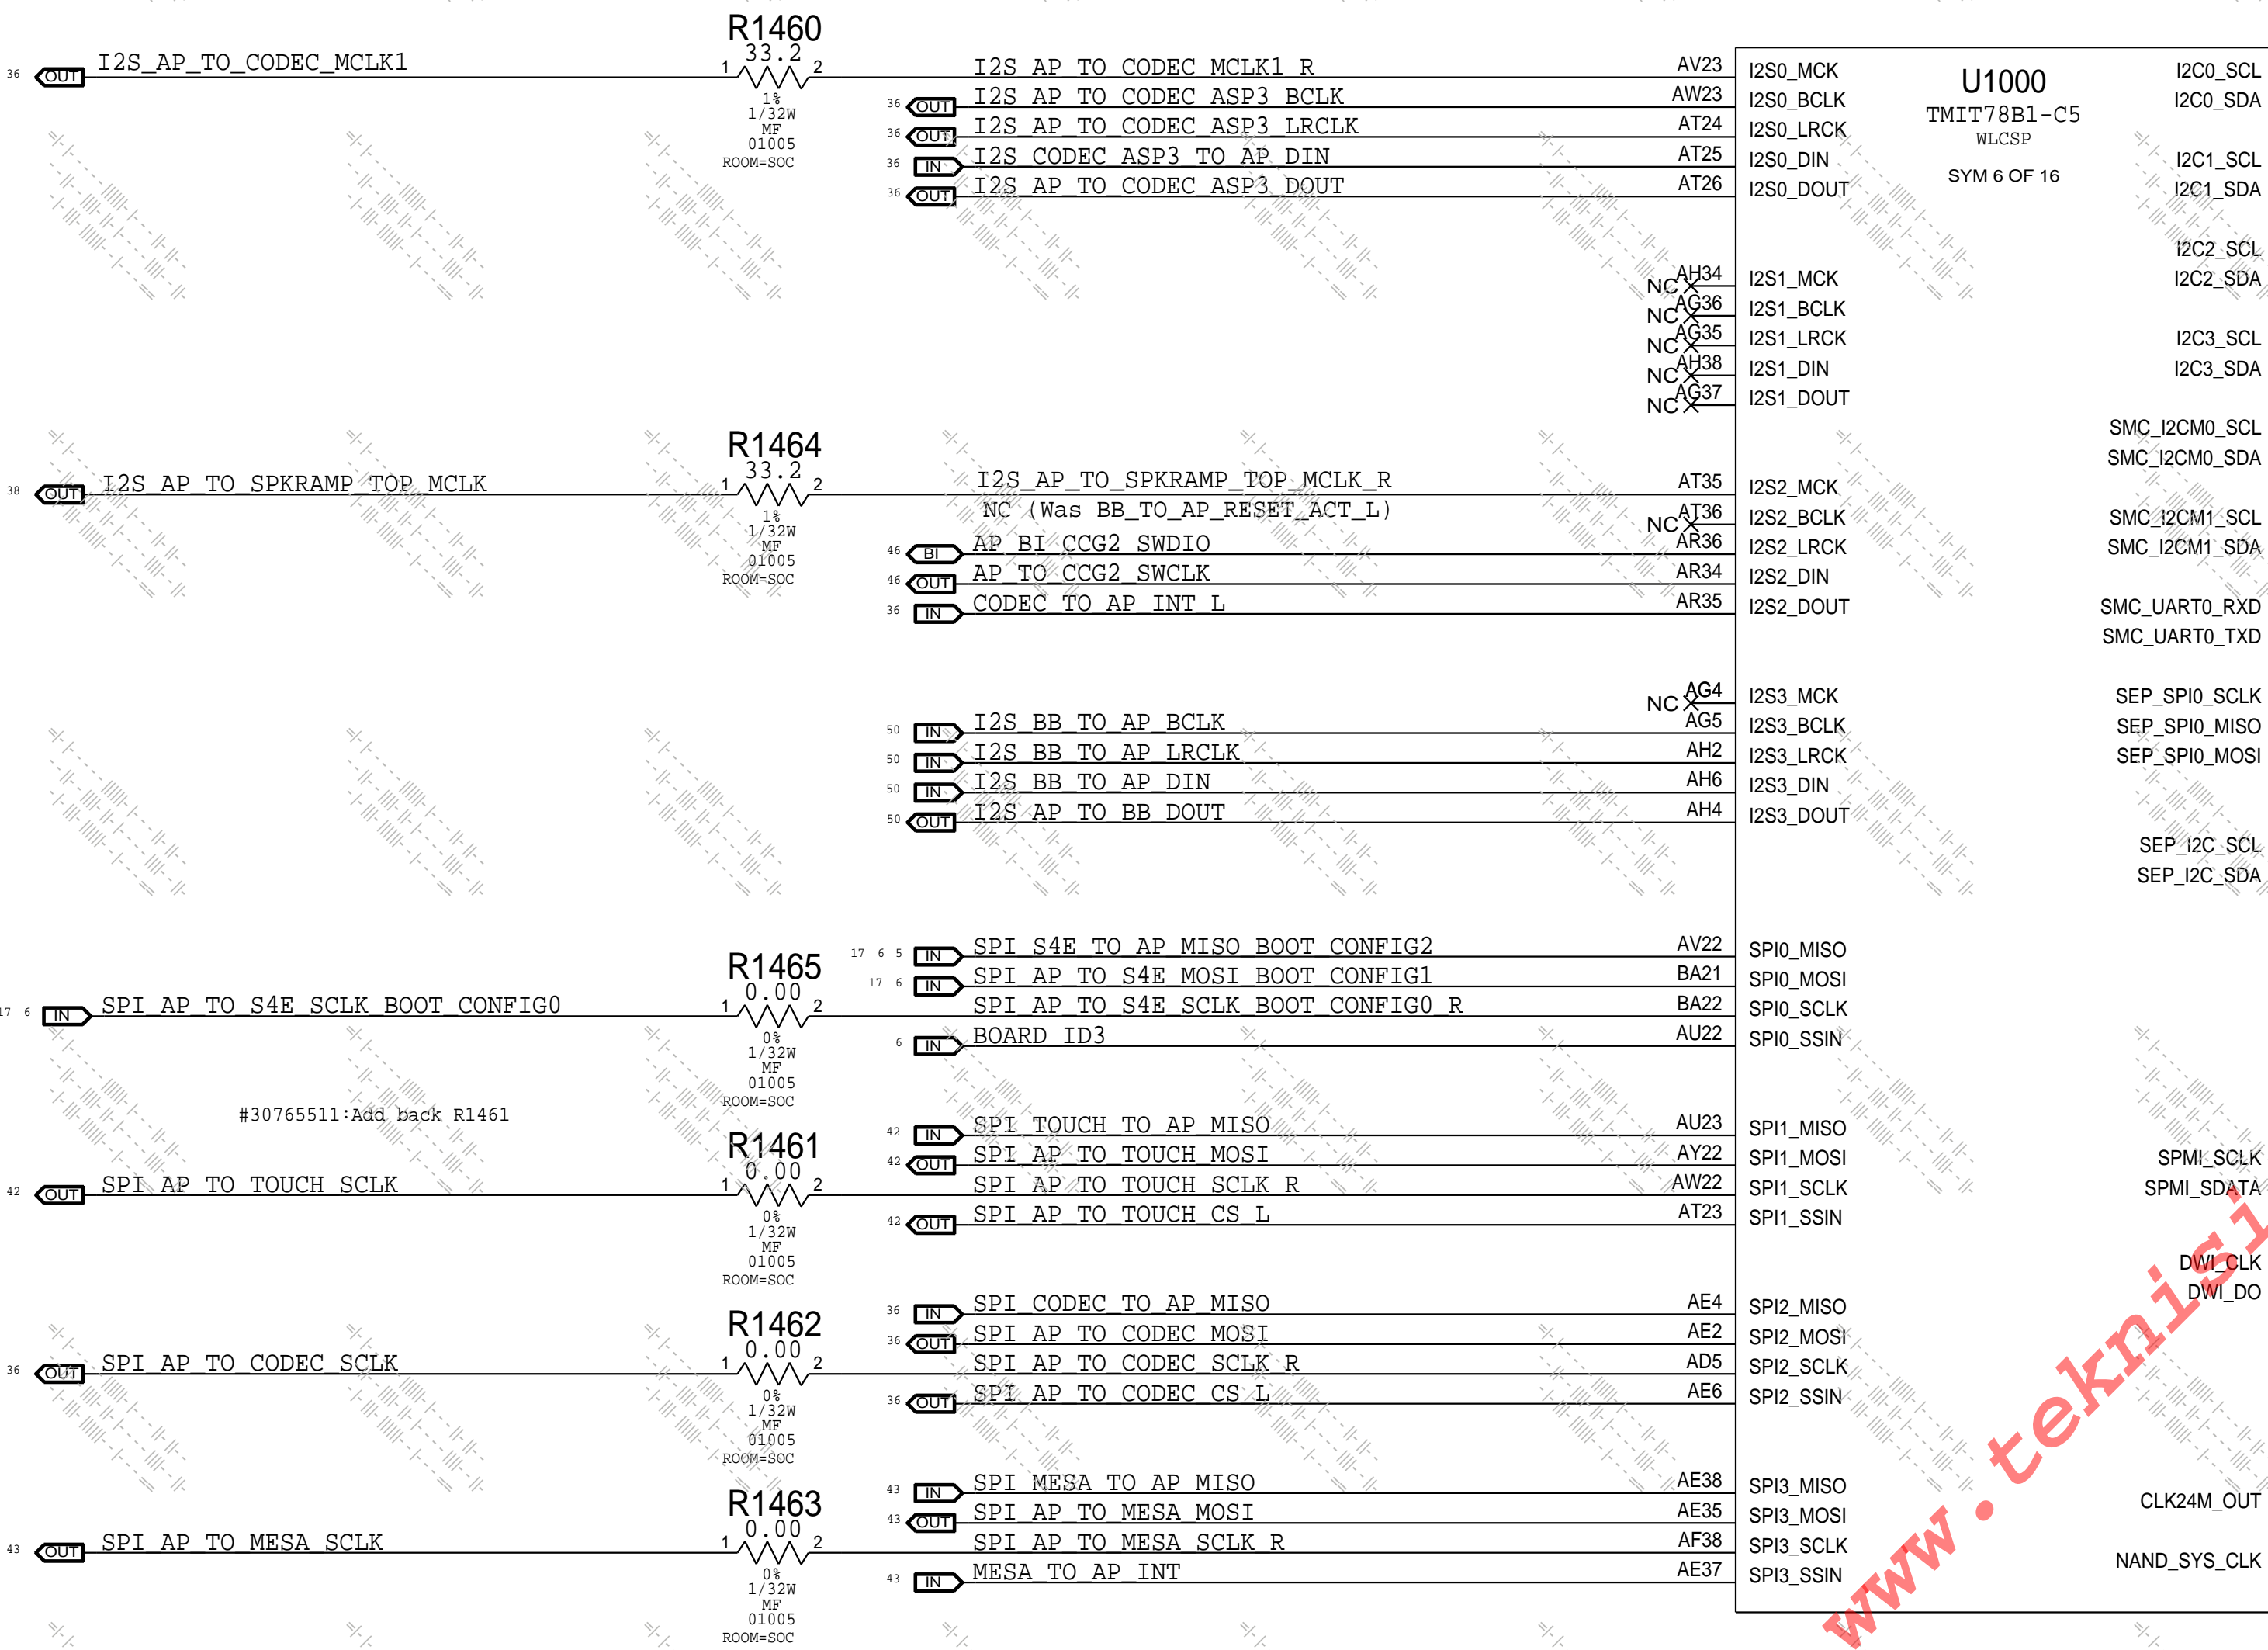 R1460
33.2
36 OUT I2S_AP_TO_CODEC_MCLK1 1 2 I2S_AP_TO_CODEC_MCLK1_R AV23 I2S0_MCK
1%
1/32W
MF
01005
ROOM=SOC
36 OUT I2S_AP_TO_CODEC_ASP3_BCLK AW23 I2S0_BCLK
36 OUT I2S_AP_TO_CODEC_ASP3_LRCLK AT24 I2S0_LRCK
36 IN I2S_CODEC_ASP3_TO_AP_DIN AT25 I2S0_DIN
36 OUT I2S_AP_TO_CODEC_ASP3_DOUT AT26 I2S0_DOUT
U1000
TMIT78B1-C5
WLCSP
SYM 6 OF 16
I2C0_SCL
I2C0_SDA
I2C1_SCL
I2C1_SDA
I2C2_SCL
I2C2_SDA
I2C3_SCL
I2C3_SDA
NC AH34 I2S1_MCK
NC AG36 I2S1_BCLK
NC AG35 I2S1_LRCK
NC AH38 I2S1_DIN
NC AG37 I2S1_DOUT
SMC_I2CM0_SCL
SMC_I2CM0_SDA
SMC_I2CM1_SCL
SMC_I2CM1_SDA
SMC_UART0_RXD
SMC_UART0_TXD
R1464
33.2
38 OUT I2S_AP_TO_SPKRAMP_TOP_MCLK 1 2 I2S_AP_TO_SPKRAMP_TOP_MCLK_R AT35 I2S2_MCK
1%
1/32W
MF
01005
ROOM=SOC
NC (Was BB_TO_AP_RESET_ACT_L) NC AT36 I2S2_BCLK
46 BI AP_BI_CCG2_SWDIO AR36 I2S2_LRCK
46 OUT AP_TO_CCG2_SWCLK AR34 I2S2_DIN
36 IN CODEC_TO_AP_INT_L AR35 I2S2_DOUT
NC AG4 I2S3_MCK
50 IN I2S_BB_TO_AP_BCLK AG5 I2S3_BCLK
50 IN I2S_BB_TO_AP_LRCLK AH2 I2S3_LRCK
50 IN I2S_BB_TO_AP_DIN AH6 I2S3_DIN
50 OUT I2S_AP_TO_BB_DOUT AH4 I2S3_DOUT
SEP_SPI0_SCLK
SEP_SPI0_MISO
SEP_SPI0_MOSI
SEP_I2C_SCL
SEP_I2C_SDA
17 6 5 IN SPI_S4E_TO_AP_MISO_BOOT_CONFIG2 AV22 SPI0_MISO
17 6 IN SPI_AP_TO_S4E_MOSI_BOOT_CONFIG1 BA21 SPI0_MOSI
R1465
0.00
17 6 IN SPI_AP_TO_S4E_SCLK_BOOT_CONFIG0 1 2 SPI_AP_TO_S4E_SCLK_BOOT_CONFIG0_R BA22 SPI0_SCLK
0%
1/32W
MF
01005
ROOM=SOC
6 IN BOARD_ID3 AU22 SPI0_SSIN
#30765511:Add back R1461
42 IN SPI_TOUCH_TO_AP_MISO AU23 SPI1_MISO
42 OUT SPI_AP_TO_TOUCH_MOSI AY22 SPI1_MOSI
R1461
0.00
42 OUT SPI_AP_TO_TOUCH_SCLK 1 2 SPI_AP_TO_TOUCH_SCLK_R AW22 SPI1_SCLK
0%
1/32W
MF
01005
ROOM=SOC
42 OUT SPI_AP_TO_TOUCH_CS_L AT23 SPI1_SSIN
SPMI_SCLK
SPMI_SDATA
DWI_CLK
DWI_DO
36 IN SPI_CODEC_TO_AP_MISO AE4 SPI2_MISO
36 OUT SPI_AP_TO_CODEC_MOSI AE2 SPI2_MOSI
R1462
0.00
36 OUT SPI_AP_TO_CODEC_SCLK 1 2 SPI_AP_TO_CODEC_SCLK_R AD5 SPI2_SCLK
0%
1/32W
MF
01005
ROOM=SOC
36 OUT SPI_AP_TO_CODEC_CS_L AE6 SPI2_SSIN
43 IN SPI_MESA_TO_AP_MISO AE38 SPI3_MISO
43 OUT SPI_AP_TO_MESA_MOSI AE35 SPI3_MOSI
R1463
0.00
43 OUT SPI_AP_TO_MESA_SCLK 1 2 SPI_AP_TO_MESA_SCLK_R AF38 SPI3_SCLK
0%
1/32W
MF
01005
ROOM=SOC
43 IN MESA_TO_AP_INT AE37 SPI3_SSIN
CLK24M_OUT
NAND_SYS_CLK
www.teknisi